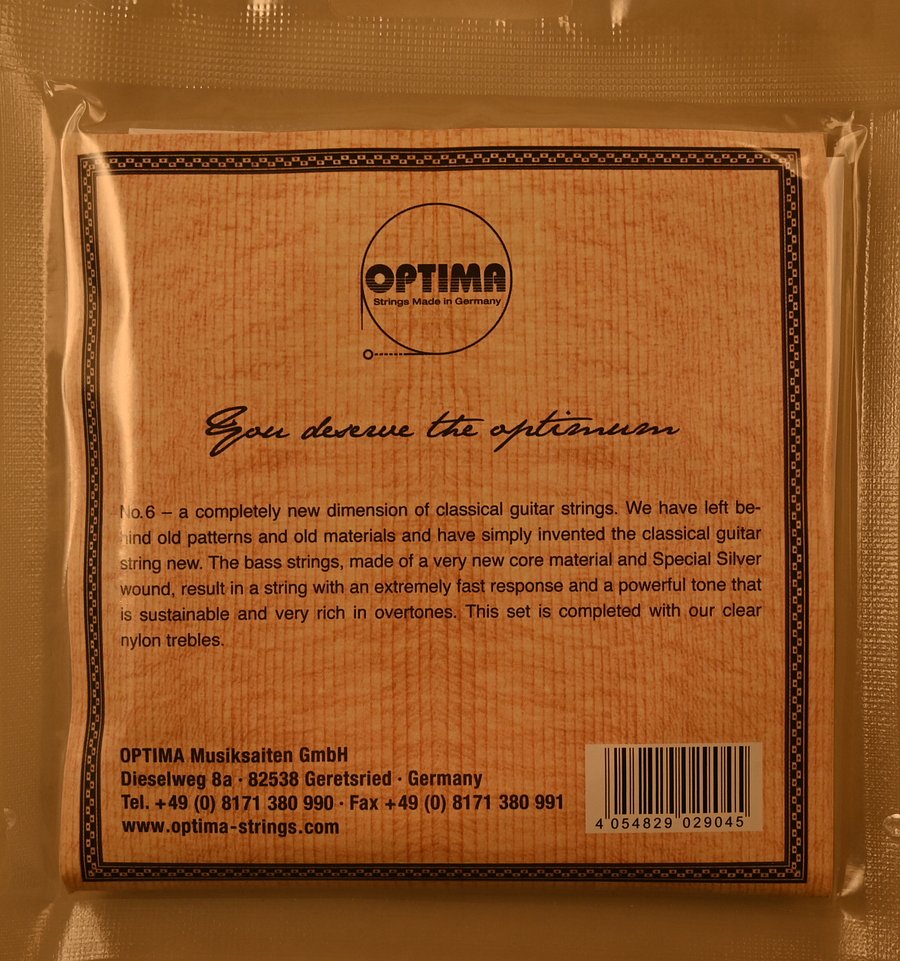 OPTIMA
Strings Made in Germany
You deserve the optimum
No.6 – a completely new dimension of classical guitar strings. We have left be-
hind old patterns and old materials and have simply invented the classical guitar
string new. The bass strings, made of a very new core material and Special Silver
wound, result in a string with an extremely fast response and a powerful tone that
is sustainable and very rich in overtones. This set is completed with our clear
nylon trebles.
OPTIMA Musiksaiten GmbH
Dieselweg 8a · 82538 Geretsried · Germany
Tel. +49 (0) 8171 380 990 · Fax +49 (0) 8171 380 991
www.optima-strings.com
4 054829 029045